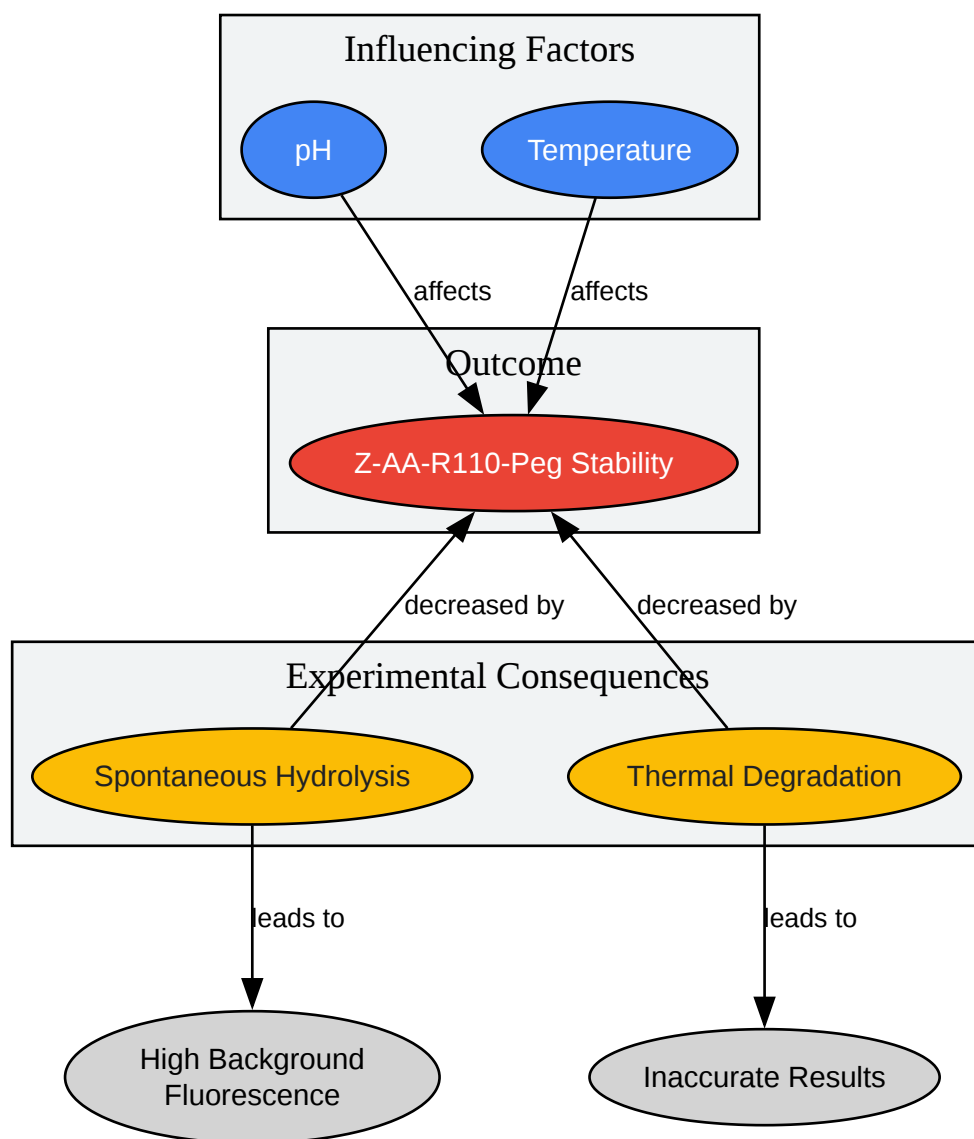 Influencing Factors
pH
Temperature
affects
affects
Outcome
Z-AA-R110-Peg Stability
decreased by
decreased by
Experimental Consequences
Spontaneous Hydrolysis
Thermal Degradation
leads to
leads to
High Background
Fluorescence
Inaccurate Results